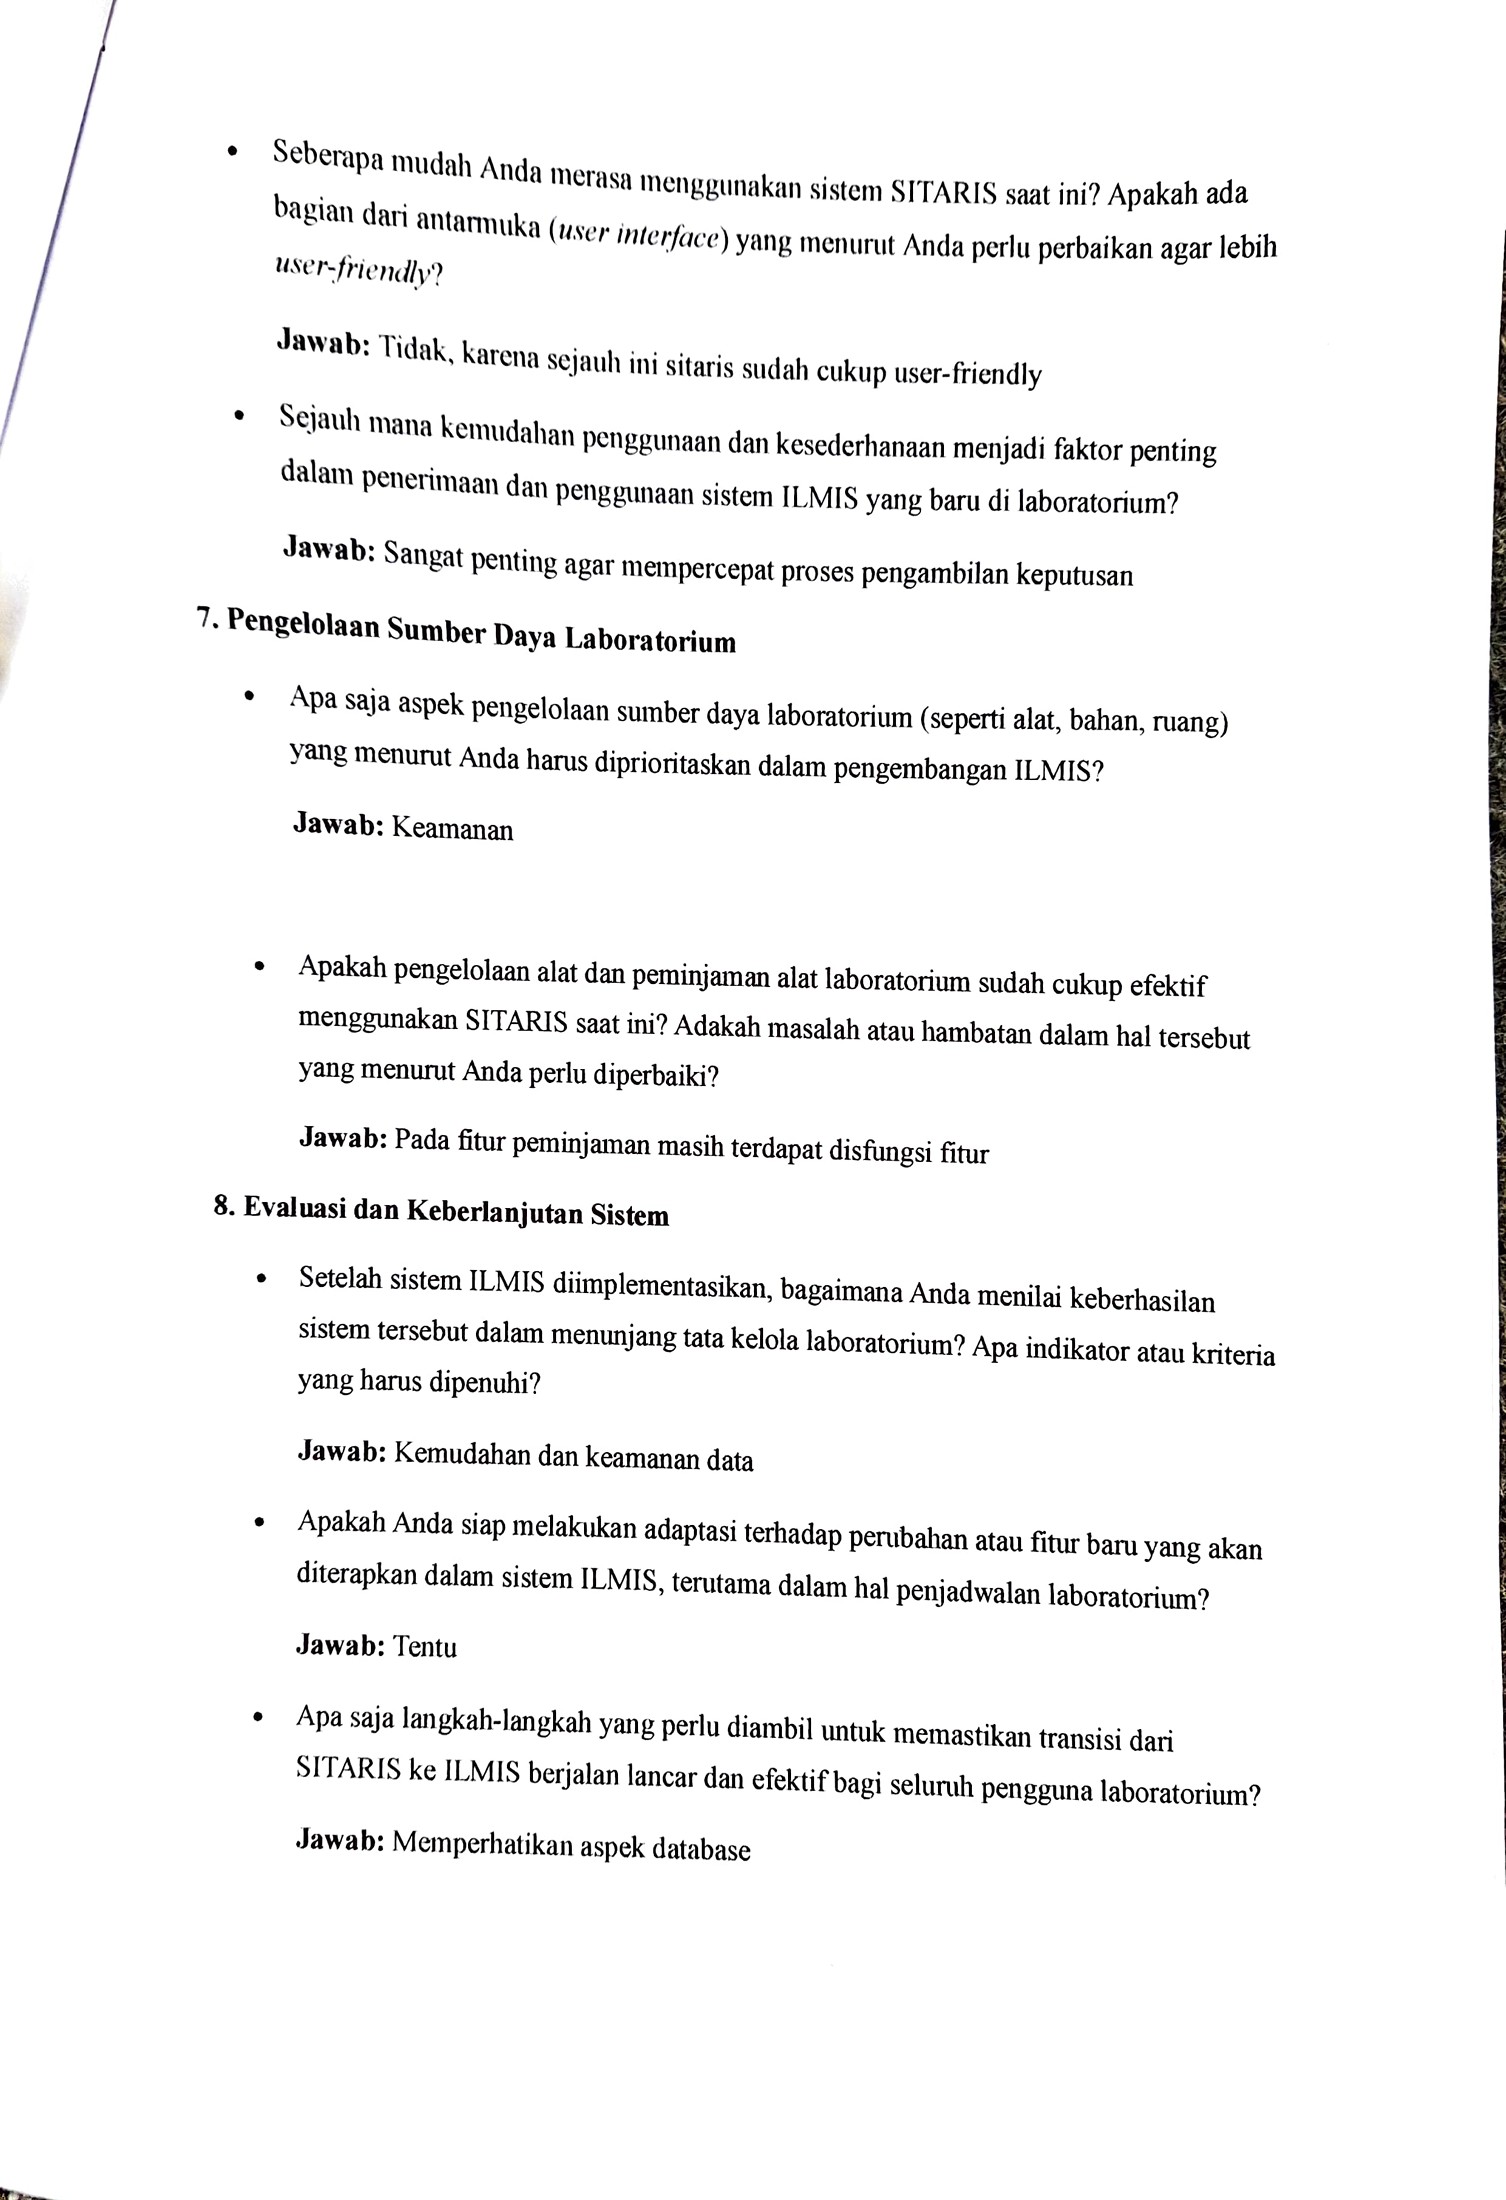 • Seberapa mudah Anda merasa menggunakan sistem SITARIS saat ini? Apakah ada
bagian dari antarmuka (user interface) yang menurut Anda perlu perbaikan agar lebih
user-friendly?
Jawab: Tidak, karena sejauh ini sitaris sudah cukup user-friendly
• Sejauh mana kemudahan penggunaan dan kesederhanaan menjadi faktor penting
dalam penerimaan dan penggunaan sistem ILMIS yang baru di laboratorium?
Jawab: Sangat penting agar mempercepat proses pengambilan keputusan
7. Pengelolaan Sumber Daya Laboratorium
• Apa saja aspek pengelolaan sumber daya laboratorium (seperti alat, bahan, ruang)
yang menurut Anda harus diprioritaskan dalam pengembangan ILMIS?
Jawab: Keamanan
• Apakah pengelolaan alat dan peminjaman alat laboratorium sudah cukup efektif
menggunakan SITARIS saat ini? Adakah masalah atau hambatan dalam hal tersebut
yang menurut Anda perlu diperbaiki?
Jawab: Pada fitur peminjaman masih terdapat disfungsi fitur
8. Evaluasi dan Keberlanjutan Sistem
• Setelah sistem ILMIS diimplementasikan, bagaimana Anda menilai keberhasilan
sistem tersebut dalam menunjang tata kelola laboratorium? Apa indikator atau kriteria
yang harus dipenuhi?
Jawab: Kemudahan dan keamanan data
• Apakah Anda siap melakukan adaptasi terhadap perubahan atau fitur baru yang akan
diterapkan dalam sistem ILMIS, terutama dalam hal penjadwalan laboratorium?
Jawab: Tentu
• Apa saja langkah-langkah yang perlu diambil untuk memastikan transisi dari
SITARIS ke ILMIS berjalan lancar dan efektif bagi seluruh pengguna laboratorium?
Jawab: Memperhatikan aspek database